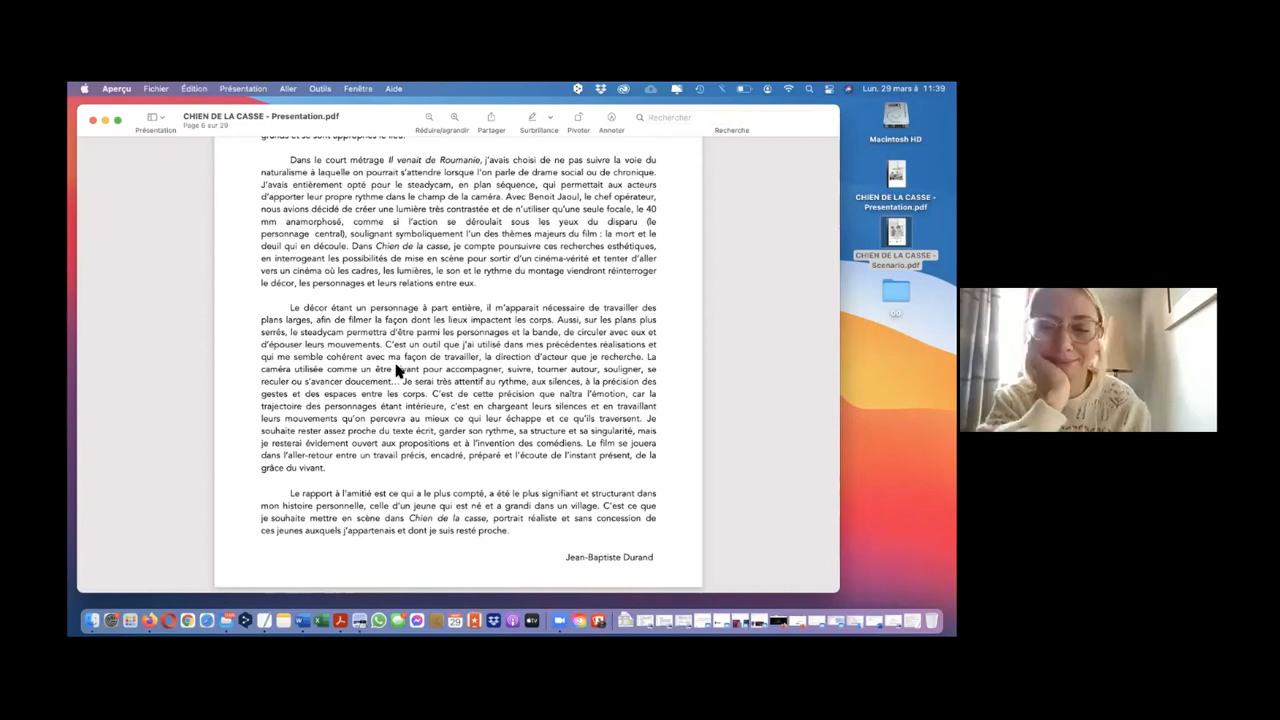 Aperçu Fichier Édition Présentation Aller Outils Fenêtre Aide Lun. 29 mars à 11:39
CHIEN DE LA CASSE - Presentation.pdf
Page 6 sur 29
Présentation Réduire/agrandir Partager Surbrillance Pivoter Annoter Rechercher Recherche
Dans le court métrage Il venait de Roumanie, j'avais choisi de ne pas suivre la voie du
naturalisme à laquelle on pourrait s'attendre lorsque l'on parle de drame social ou de chronique.
J'avais entièrement opté pour le steadycam, en plan séquence, qui permettait aux acteurs
d'apporter leur propre rythme dans le champ de la caméra. Avec Benoit Jaoul, le chef opérateur,
nous avions décidé de créer une lumière très contrastée et de n'utiliser qu'une seule focale, le 40
mm anamorphosé, comme si l'action se déroulait sous les yeux du disparu (le
personnage central), soulignant symboliquement l'un des thèmes majeurs du film : la mort et le
deuil qui en découle. Dans Chien de la casse, je compte poursuivre ces recherches esthétiques,
en interrogeant les possibilités de mise en scène pour sortir d'un cinéma-vérité et tenter d'aller
vers un cinéma où les cadres, les lumières, le son et le rythme du montage viendront réinterroger
le décor, les personnages et leurs relations entre eux.
Le décor étant un personnage à part entière, il m'apparait nécessaire de travailler des
plans larges, afin de filmer la façon dont les lieux impactent les corps. Aussi, sur les plans plus
serrés, le steadycam permettra d'être parmi les personnages et la bande, de circuler avec eux et
d'épouser leurs mouvements. C'est un outil que j'ai utilisé dans mes précédentes réalisations et
qui me semble cohérent avec ma façon de travailler, la direction d'acteur que je recherche. La
caméra utilisée comme un être vivant pour accompagner, suivre, tourner autour, souligner, se
reculer ou s'avancer doucement... Je serai très attentif au rythme, aux silences, à la précision des
gestes et des espaces entre les corps. C'est de cette précision que naîtra l'émotion, car la
trajectoire des personnages étant intérieure, c'est en chargeant leurs silences et en travaillant
leurs mouvements qu'on percevra au mieux ce qui leur échappe et ce qu'ils traversent. Je
souhaite rester assez proche du texte écrit, garder son rythme, sa structure et sa singularité, mais
je resterai évidement ouvert aux propositions et à l'invention des comédiens. Le film se jouera
dans l'aller-retour entre un travail précis, encadré, préparé et l'écoute de l'instant présent, de la
grâce du vivant.
Le rapport à l'amitié est ce qui a le plus compté, a été le plus signifiant et structurant dans
mon histoire personnelle, celle d'un jeune qui est né et a grandi dans un village. C'est ce que
je souhaite mettre en scène dans Chien de la casse, portrait réaliste et sans concession de
ces jeunes auxquels j'appartenais et dont je suis resté proche.
Jean-Baptiste Durand
Macintosh HD
CHIEN DE LA CASSE -
Presentation.pdf
CHIEN DE LA CASSE -
Scenario.pdf